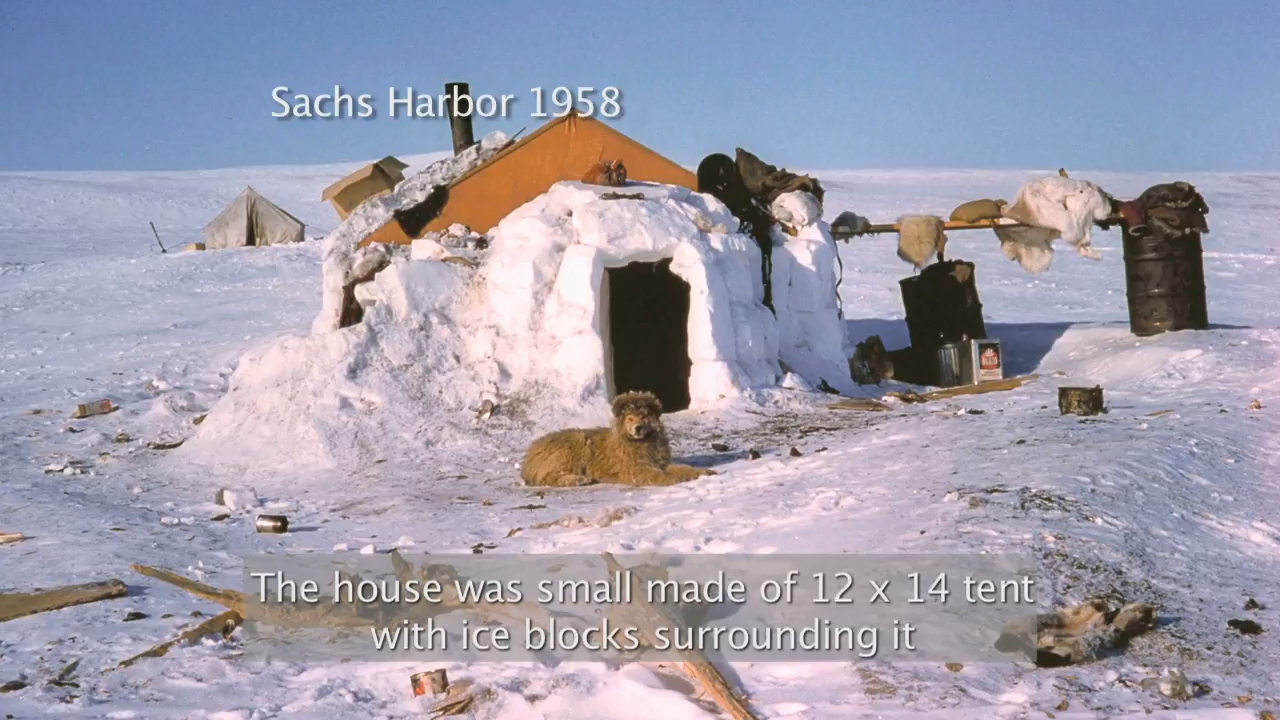 Sachs Harbor 1958
The house was small made of 12 x 14 tent
with ice blocks surrounding it